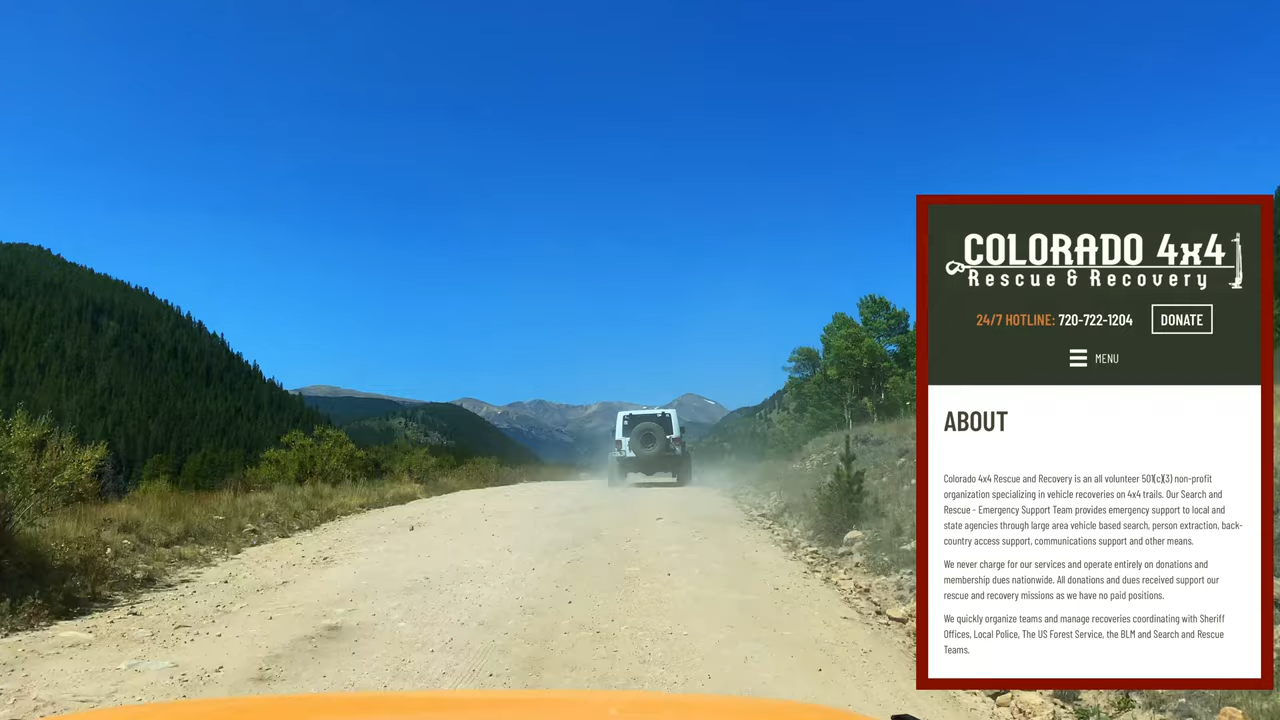 COLORADO 4x4
Rescue & Recovery
24/7 HOTLINE: 720-722-1204
DONATE
MENU
ABOUT
Colorado 4x4 Rescue and Recovery is an all volunteer 501(c)(3) non-profit
organization specializing in vehicle recoveries on 4x4 trails. Our Search and
Rescue - Emergency Support Team provides emergency support to local and
state agencies through large area vehicle based search, person extraction, back-
country access support, communications support and other means.
We never charge for our services and operate entirely on donations and
membership dues nationwide. All donations and dues received support our
rescue and recovery missions as we have no paid positions.
We quickly organize teams and manage recoveries coordinating with Sheriff
Offices, Local Police, The US Forest Service, the BLM and Search and Rescue
Teams.